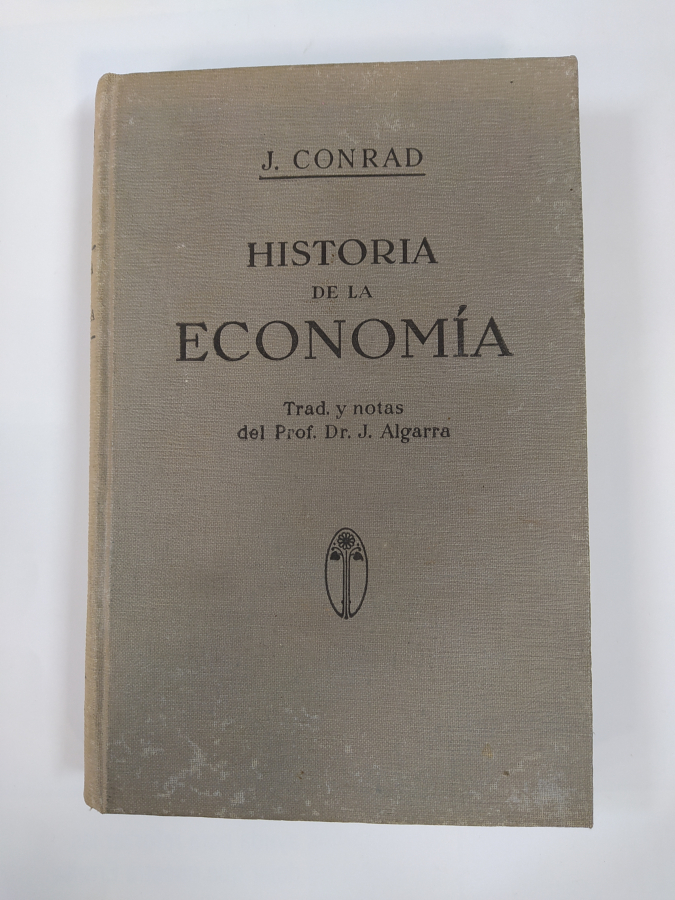 J. CONRAD
HISTORIA
DE LA
ECONOMÍA
Trad. y notas
del Prof. Dr. J. Algarra